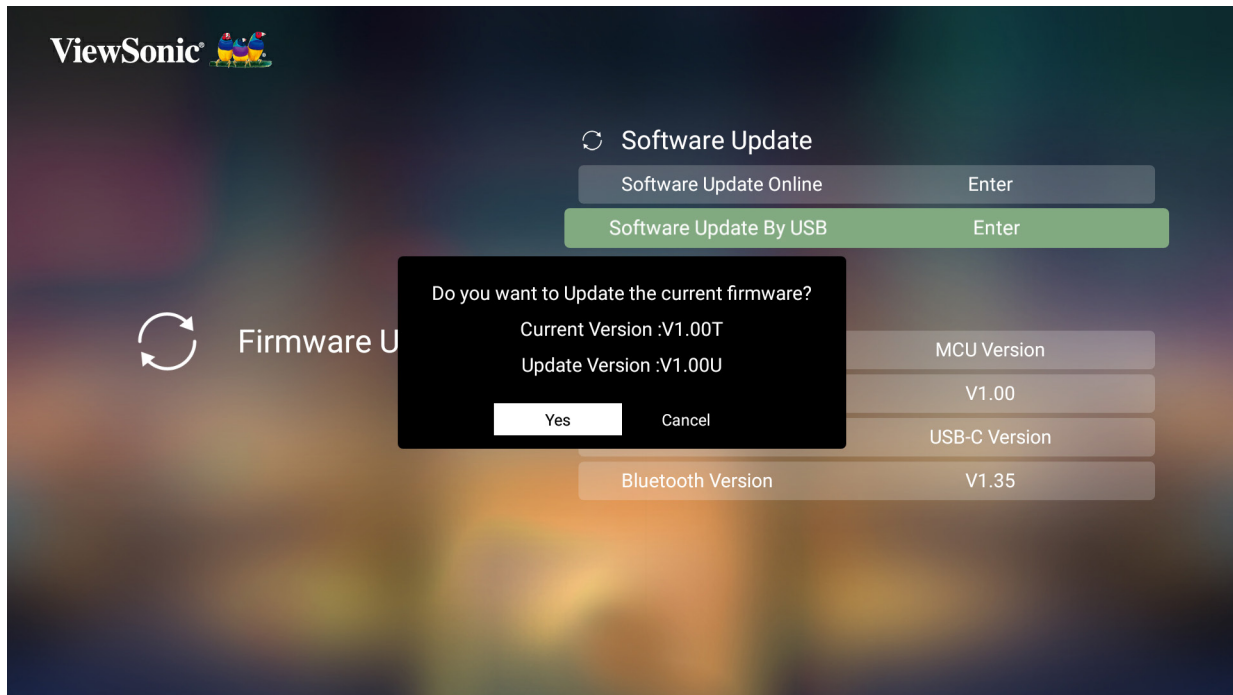 ViewSonic®
Software Update
Software Update Online Enter
Software Update By USB Enter
Firmware U
Do you want to Update the current firmware?
Current Version :V1.00T
Update Version :V1.00U
Yes Cancel
MCU Version
V1.00
USB-C Version
Bluetooth Version V1.35